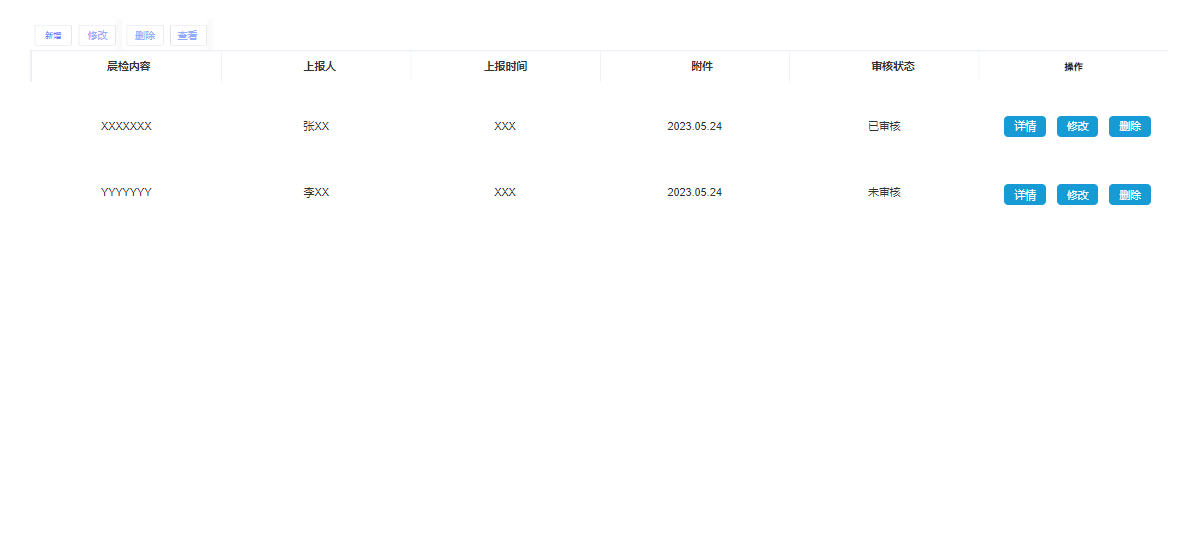 新增 修改 删除 查看
晨检内容 上报人 上报时间 附件 审核状态 操作
XXXXXXX 张XX XXX 2023.05.24 已审核 详情 修改 删除
YYYYYYY 李XX XXX 2023.05.24 未审核 详情 修改 删除